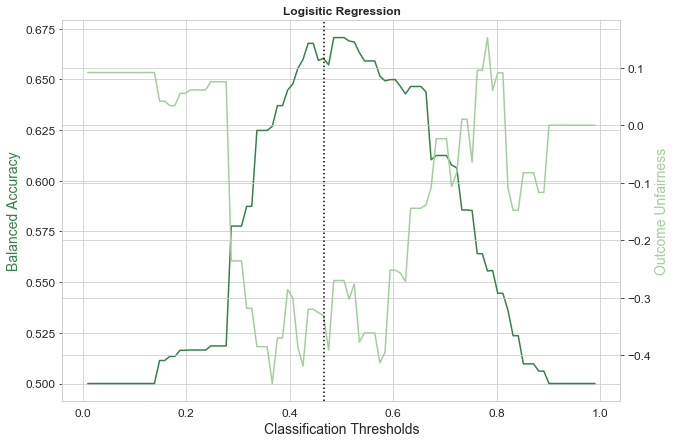 Logisitic Regression
0.675
0.650
0.625
0.600
0.575
0.550
0.525
0.500
Balanced Accuracy
0.1
0.0
−0.1
−0.2
−0.3
−0.4
Outcome Unfairness
0.0 0.2 0.4 0.6 0.8 1.0
Classification Thresholds